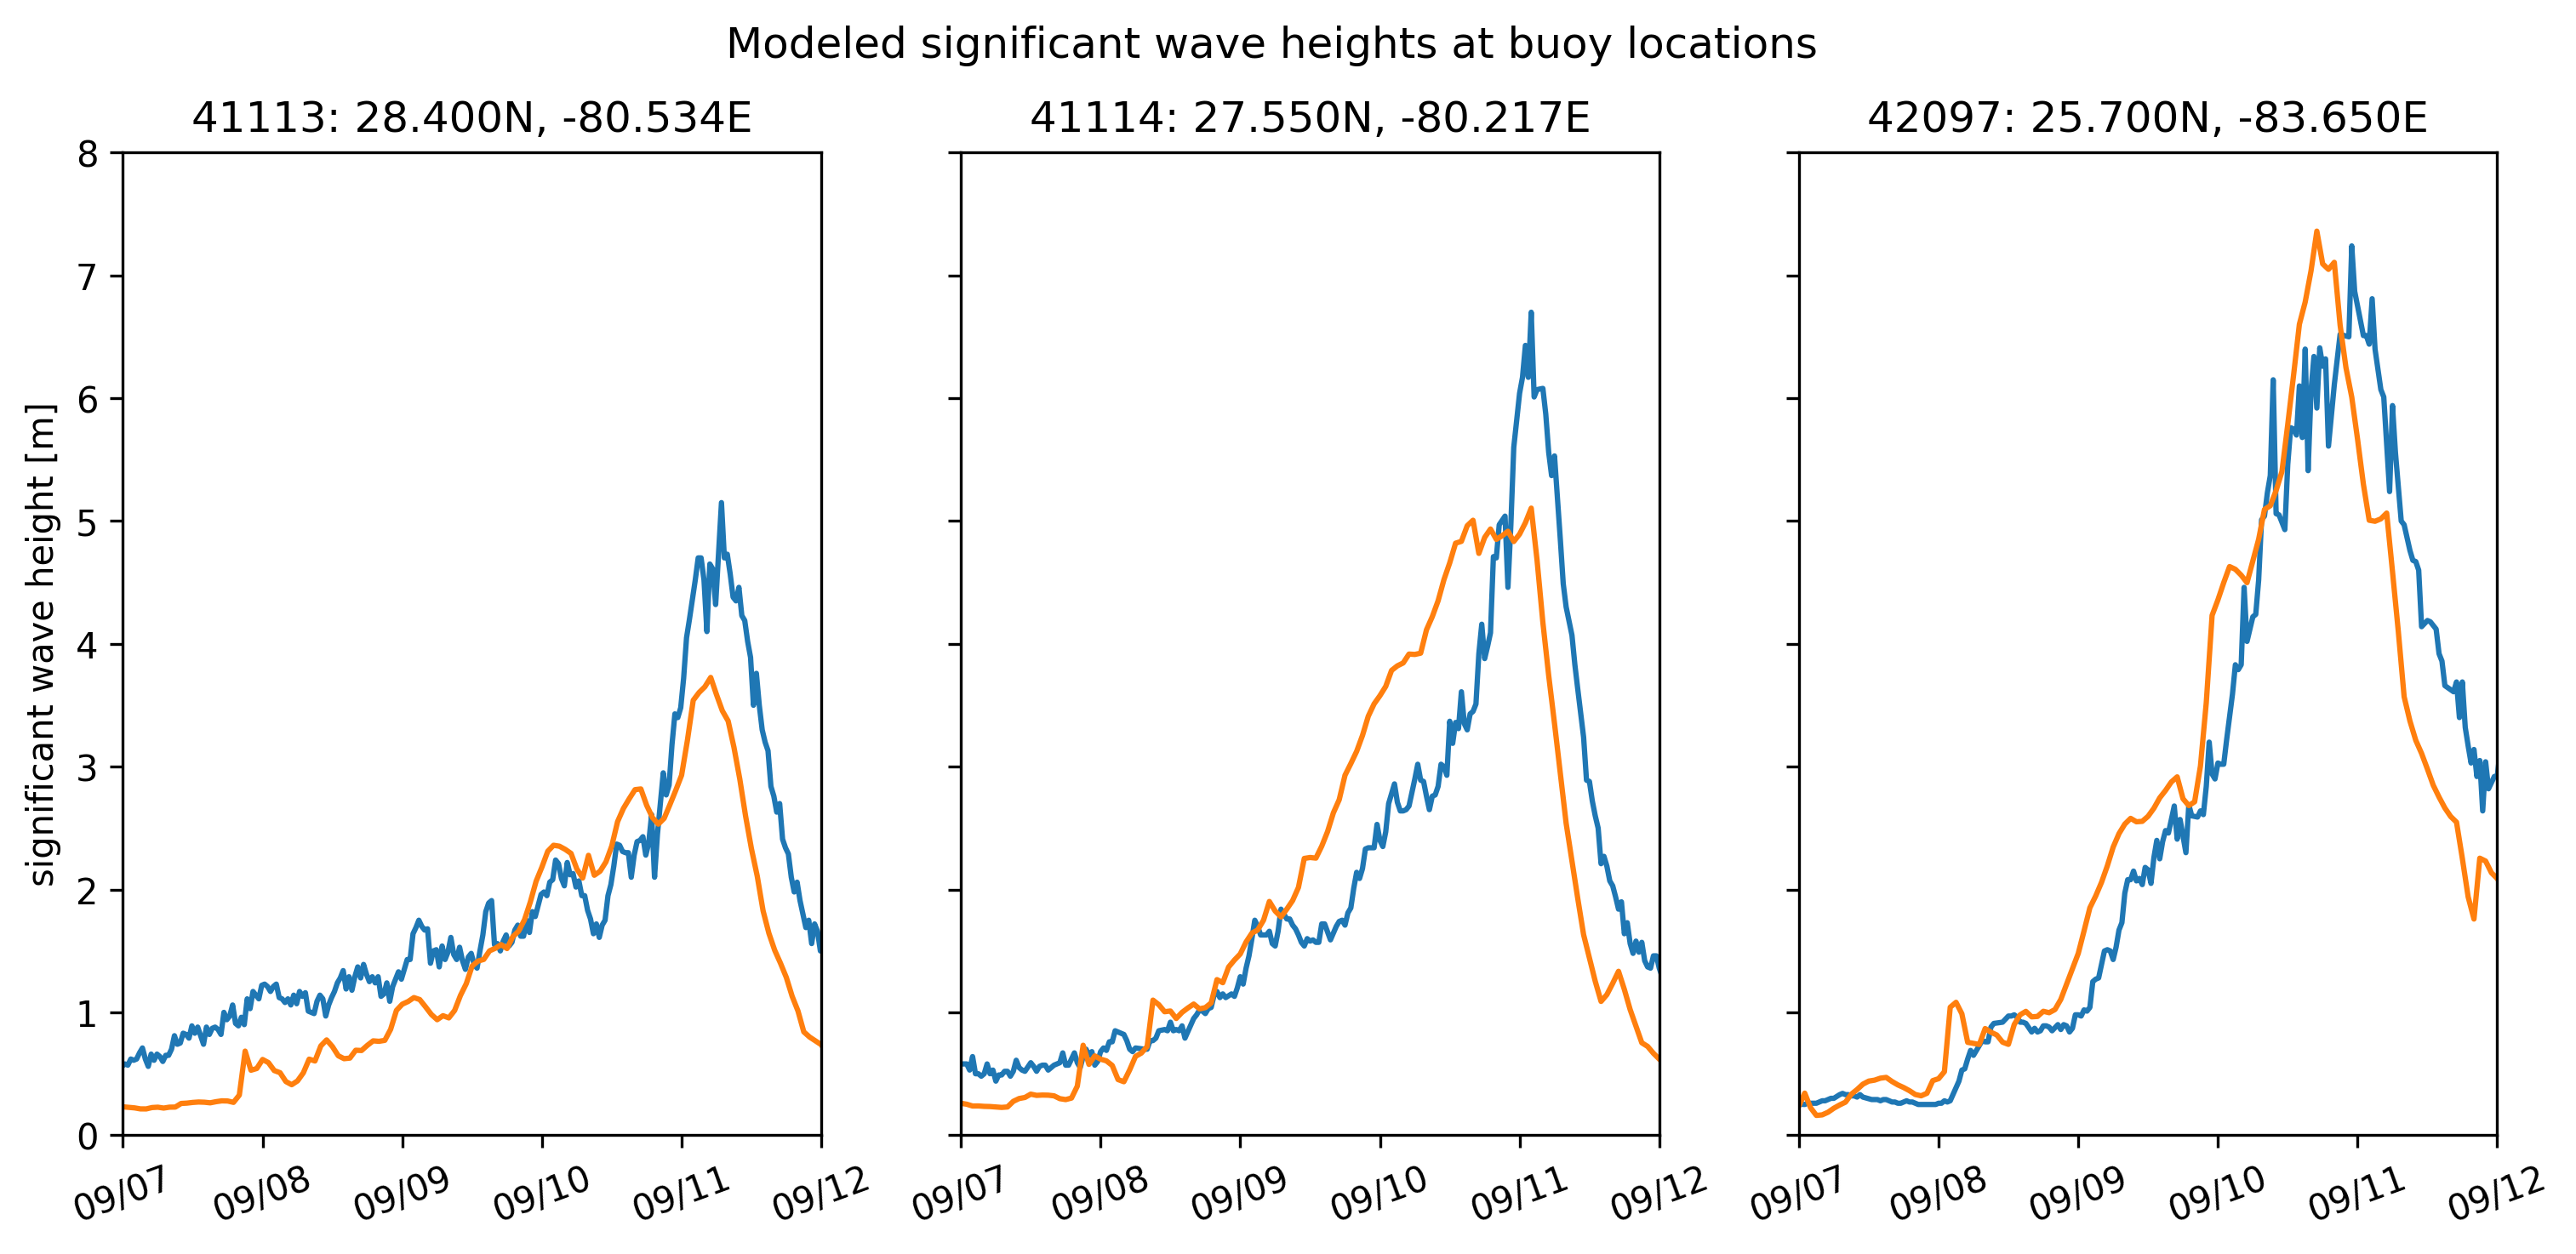 Modeled significant wave heights at buoy locations
41113: 28.400N, -80.534E
41114: 27.550N, -80.217E
42097: 25.700N, -83.650E
significant wave height [m]
8
7
6
5
4
3
2
1
0
09/07 09/08 09/09 09/10 09/11 09/12
09/07 09/08 09/09 09/10 09/11 09/12
09/07 09/08 09/09 09/10 09/11 09/12